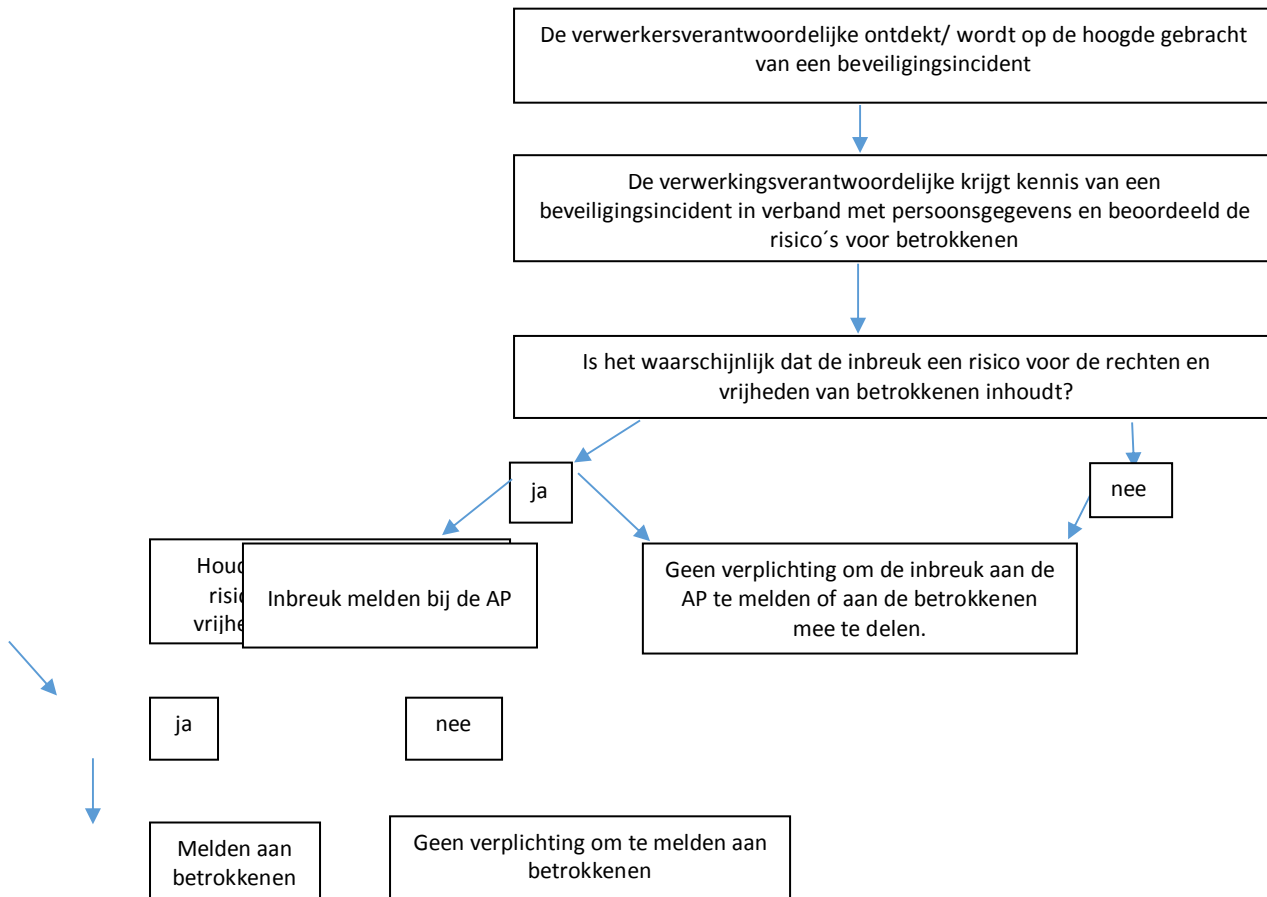 De verwerkersverantwoordelijke ontdekt/ wordt op de hoogde gebracht
van een beveiligingsincident
De verwerkingsverantwoordelijke krijgt kennis van een
beveiligingsincident in verband met persoonsgegevens en beoordeeld de
risico´s voor betrokkenen
Is het waarschijnlijk dat de inbreuk een risico voor de rechten en
vrijheden van betrokkenen inhoudt?
ja
nee
Inbreuk melden bij de AP
Geen verplichting om de inbreuk aan de
AP te melden of aan de betrokkenen
mee te delen.
ja
nee
Melden aan
betrokkenen
Geen verplichting om te melden aan
betrokkenen